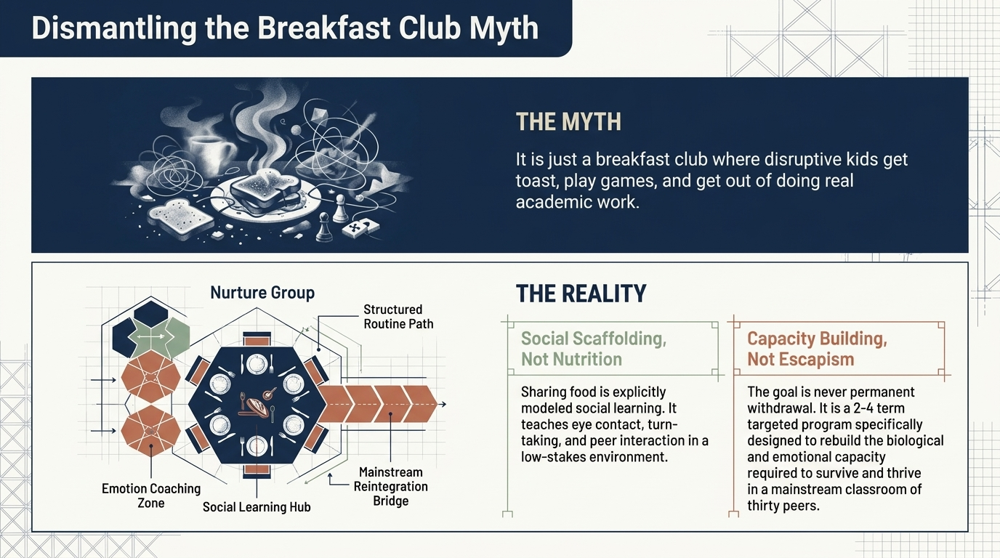 Dismantling the Breakfast Club Myth
THE MYTH
It is just a breakfast club where disruptive kids get
toast, play games, and get out of doing real
academic work.
Nurture Group
Structured
Routine Path
Emotion Coaching
Zone
Social Learning Hub
Mainstream
Reintegration
Bridge
THE REALITY
Social Scaffolding,
Not Nutrition
Sharing food is explicitly
modeled social learning. It
teaches eye contact, turn-
taking, and peer interaction in a
low-stakes environment.
Capacity Building,
Not Escapism
The goal is never permanent
withdrawal. It is a 2-4 term
targeted program specifically
designed to rebuild the biological
and emotional capacity
required to survive and thrive
in a mainstream classroom of
thirty peers.